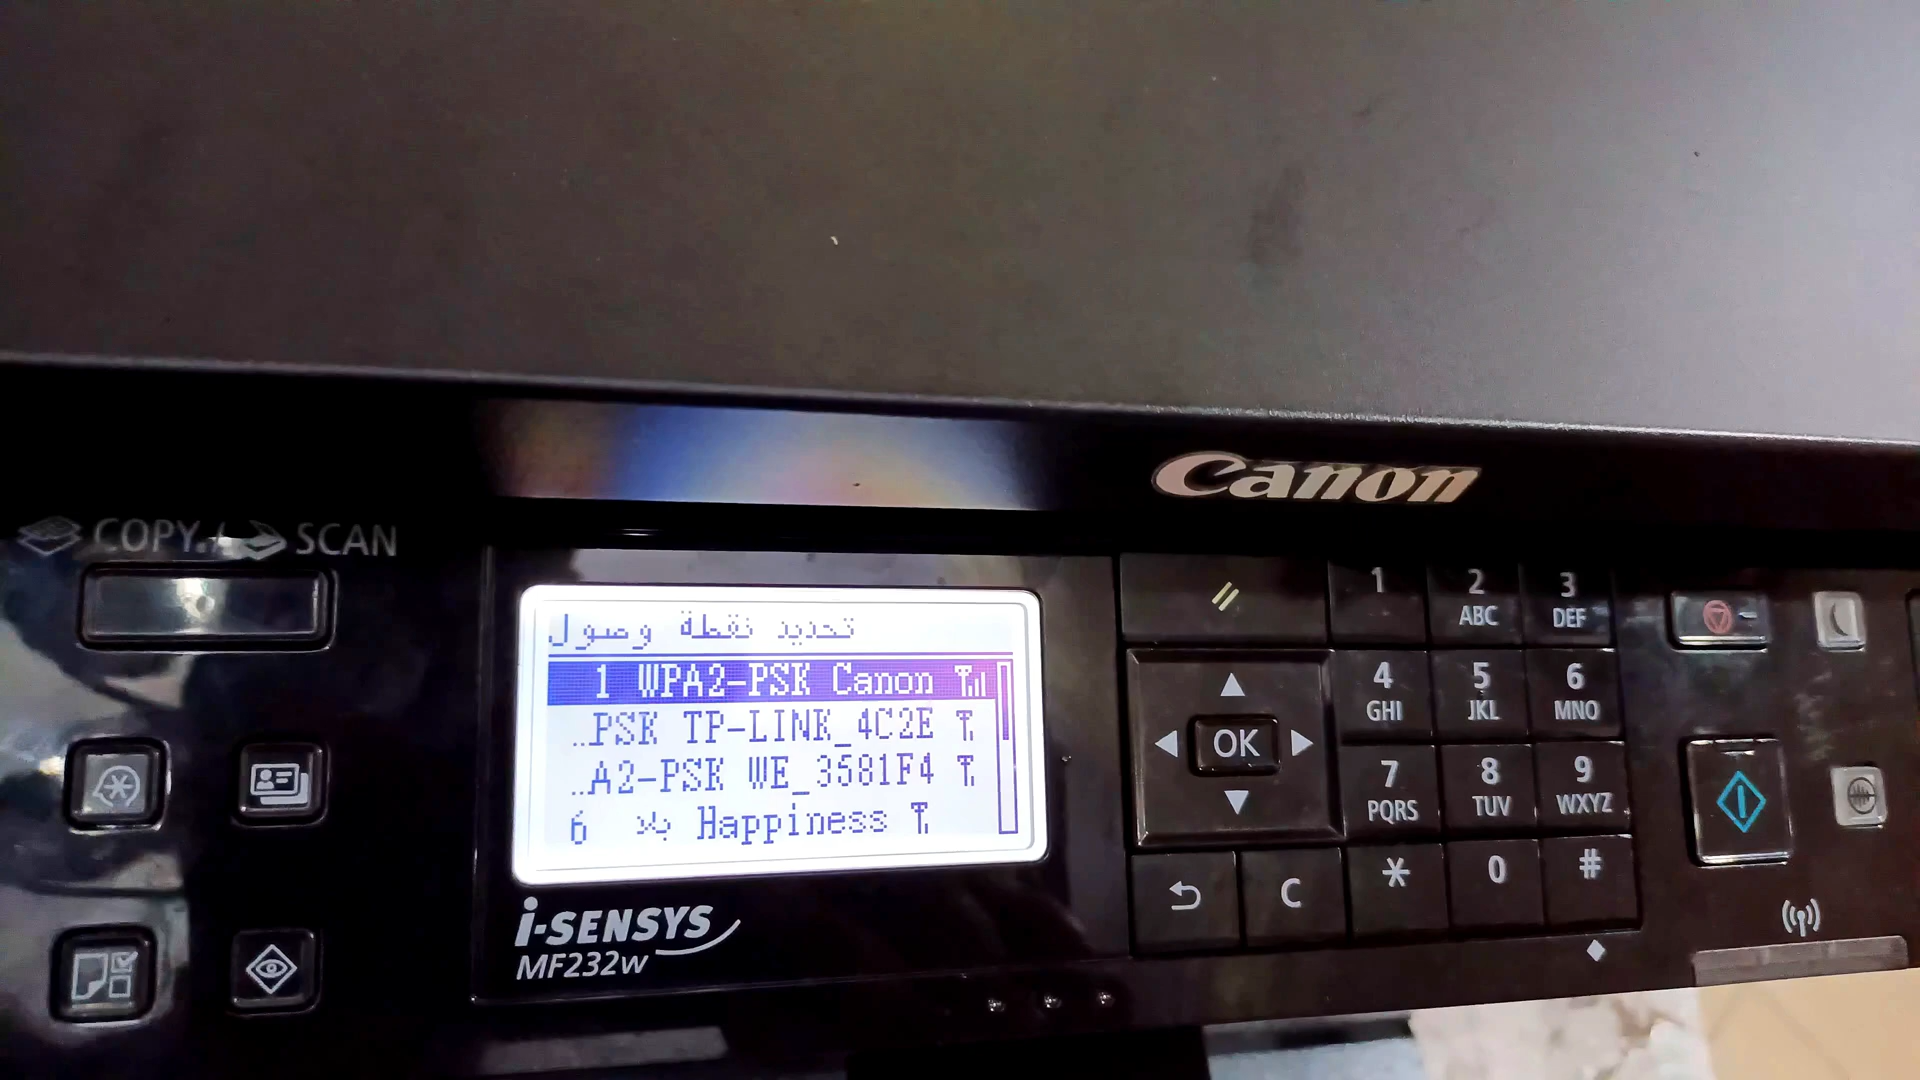 Canon
COPY / SCAN
تحديد نقطة وصول
1 WPA2-PSK Canon
..PSK TP-LINK_4C2E
..A2-PSK WE_3581F4
6 بلا Happiness
i-SENSYS
MF232w
1
2 ABC
3 DEF
4 GHI
5 JKL
6 MNO
7 PQRS
8 TUV
9 WXYZ
OK
C
*
0
#